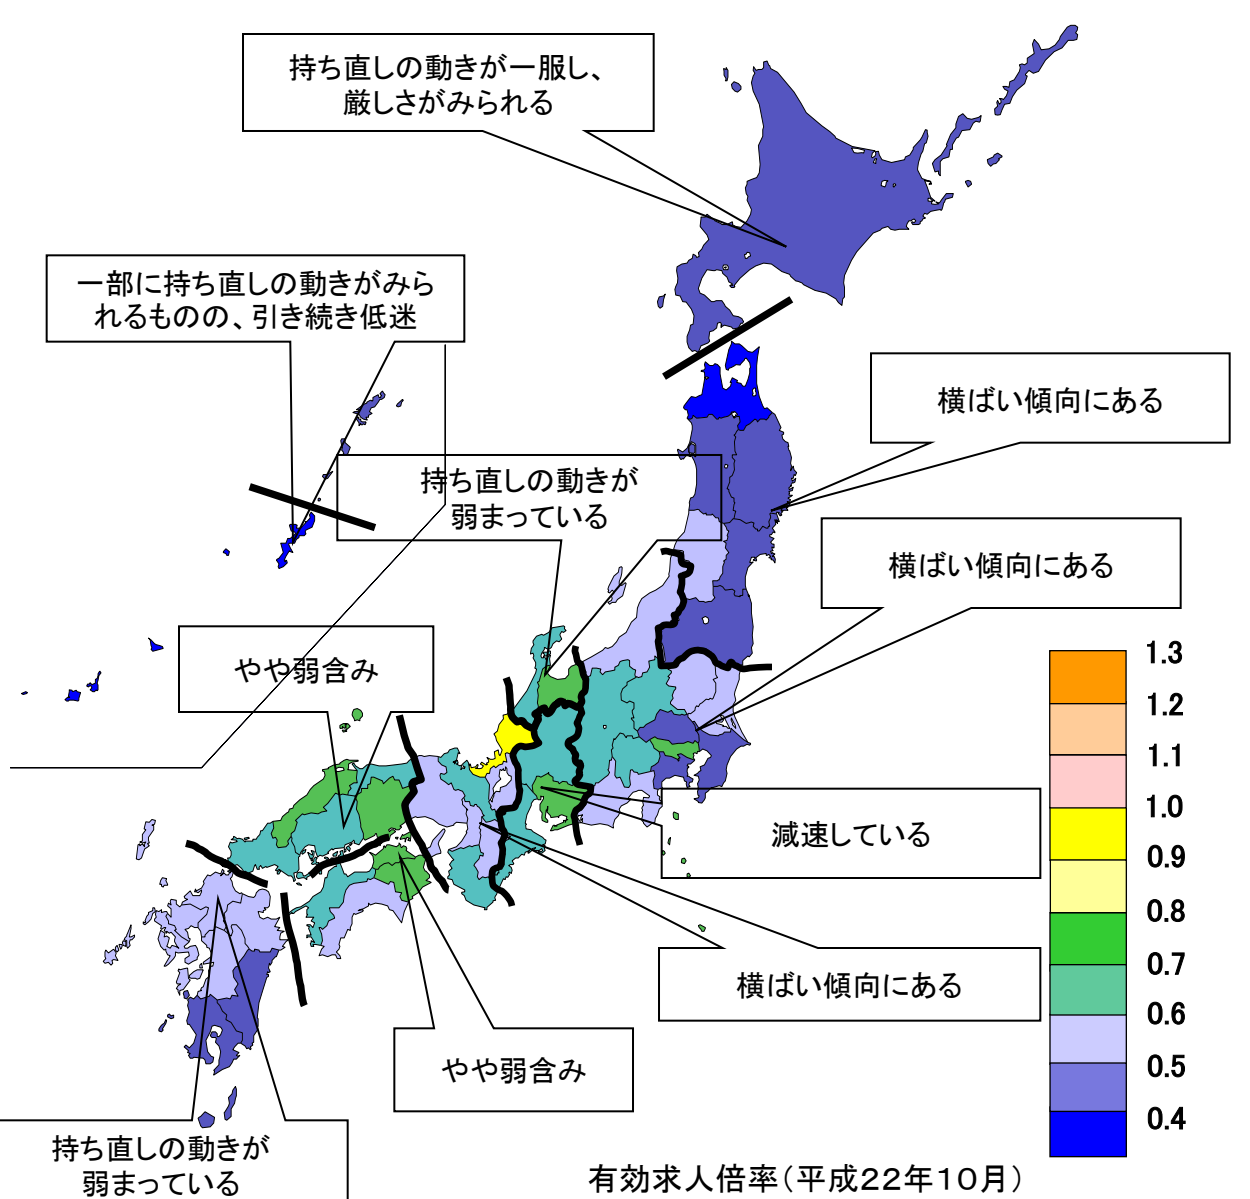 持ち直しの動きが一服し、
厳しさがみられる
一部に持ち直しの動きがみら
れるものの、引き続き低迷
横ばい傾向にある
持ち直しの動きが
弱まっている
横ばい傾向にある
やや弱含み
減速している
横ばい傾向にある
やや弱含み
持ち直しの動きが
弱まっている
1.3
1.2
1.1
1.0
0.9
0.8
0.7
0.6
0.5
0.4
有効求人倍率(平成22年10月)